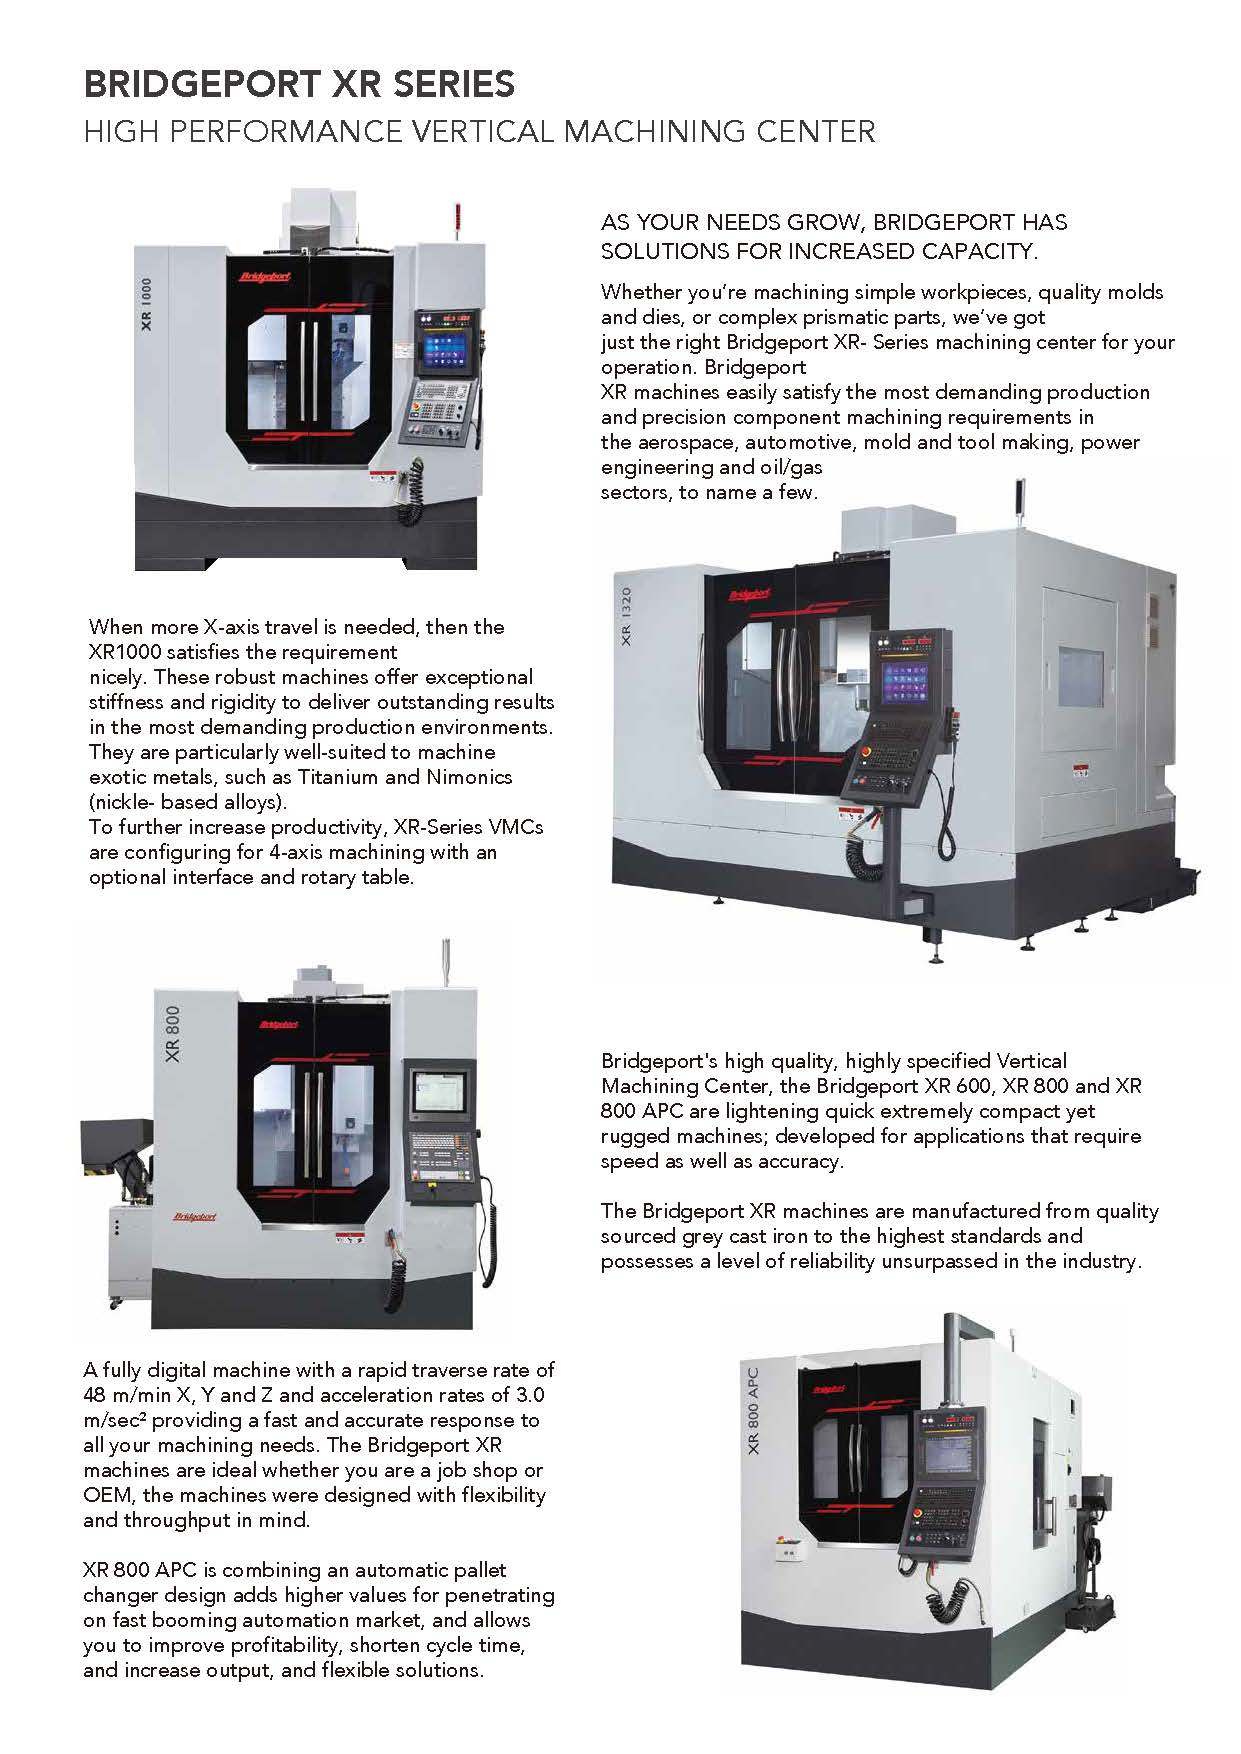 BRIDGEPORT XR SERIES
HIGH PERFORMANCE VERTICAL MACHINING CENTER
XR 1000
Bridgeport
AS YOUR NEEDS GROW, BRIDGEPORT HAS
SOLUTIONS FOR INCREASED CAPACITY.
Whether you're machining simple workpieces, quality molds
and dies, or complex prismatic parts, we've got
just the right Bridgeport XR- Series machining center for your
operation. Bridgeport
XR machines easily satisfy the most demanding production
and precision component machining requirements in
the aerospace, automotive, mold and tool making, power
engineering and oil/gas
sectors, to name a few.
XR 1320
Bridgeport
When more X-axis travel is needed, then the
XR1000 satisfies the requirement
nicely. These robust machines offer exceptional
stiffness and rigidity to deliver outstanding results
in the most demanding production environments.
They are particularly well-suited to machine
exotic metals, such as Titanium and Nimonics
(nickle- based alloys).
To further increase productivity, XR-Series VMCs
are configuring for 4-axis machining with an
optional interface and rotary table.
XR 800
Bridgeport
Bridgeport
Bridgeport's high quality, highly specified Vertical
Machining Center, the Bridgeport XR 600, XR 800 and XR
800 APC are lightening quick extremely compact yet
rugged machines; developed for applications that require
speed as well as accuracy.
The Bridgeport XR machines are manufactured from quality
sourced grey cast iron to the highest standards and
possesses a level of reliability unsurpassed in the industry.
A fully digital machine with a rapid traverse rate of
48 m/min X, Y and Z and acceleration rates of 3.0
m/sec² providing a fast and accurate response to
all your machining needs. The Bridgeport XR
machines are ideal whether you are a job shop or
OEM, the machines were designed with flexibility
and throughput in mind.
XR 800 APC is combining an automatic pallet
changer design adds higher values for penetrating
on fast booming automation market, and allows
you to improve profitability, shorten cycle time,
and increase output, and flexible solutions.
XR 800 APC
Bridgeport